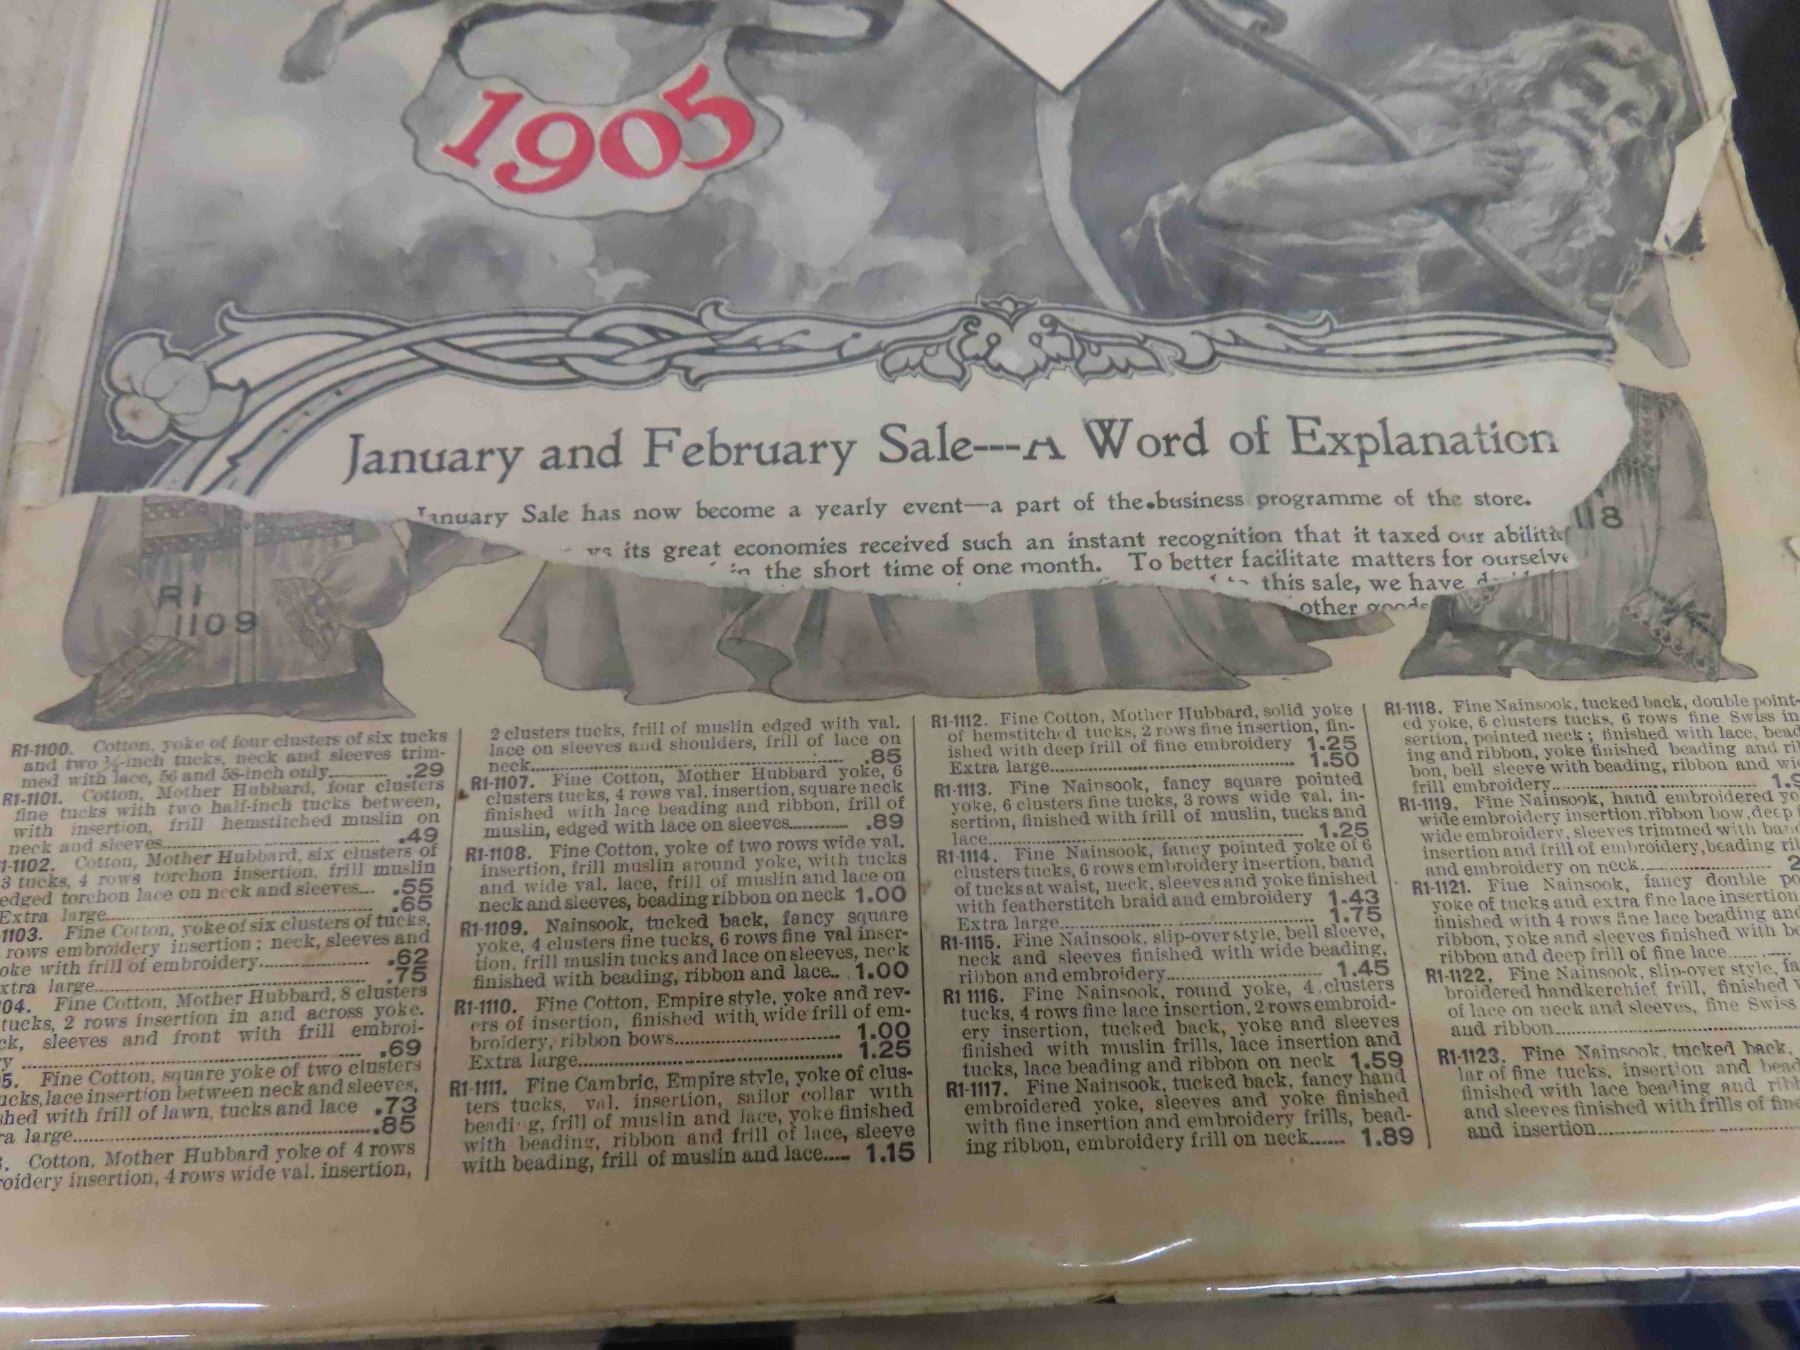 1905
January and February Sale---A Word of Explanation
January Sale has now become a yearly event—a part of the business programme of the store.
its great economies received such an instant recognition that it taxed our
in the short time of one month. To better facilitate matters for
this sale, we have
other goods
R1
1109
118
R1-1100. Cotton, yoke of four clusters of six tucks
and two ¾-inch tucks, neck and sleeves trim-
med with lace, 56 and 58-inch only .29
R1-1101. Cotton, Mother Hubbard, four clusters
fine tucks with two half-inch tucks between,
with insertion, frill hemstitched muslin on
neck and sleeves .49
1-1102. Cotton, Mother Hubbard, six clusters of
3 tucks, 4 rows torchon insertion, frill muslin
edged torchon lace on neck and sleeves... .55
Extra large .65
1103. Fine Cotton, yoke of six clusters of tucks,
rows embroidery insertion; neck, sleeves and
oke with frill of embroidery .62
xtra large .75
04. Fine Cotton, Mother Hubbard, 8 clusters
tucks, 2 rows insertion in and across yoke.
ck, sleeves and front with frill embroi-
y .69
5. Fine Cotton, square yoke of two clusters
ucks, lace insertion between neck and sleeves,
shed with frill of lawn, tucks and lace .73
ra large .85
. Cotton, Mother Hubbard yoke of 4 rows
roidery insertion, 4 rows wide val. insertion,
2 clusters tucks, frill of muslin edged with val.
lace on sleeves and shoulders, frill of lace on
neck .85
R1-1107. Fine Cotton, Mother Hubbard yoke, 6
clusters tucks, 4 rows val. insertion, square neck
finished with lace beading and ribbon, frill of
muslin, edged with lace on sleeves .89
R1-1108. Fine Cotton, yoke of two rows wide val.
insertion, frill muslin around yoke, with tucks
and wide val. lace, frill of muslin and lace on
neck and sleeves, beading ribbon on neck 1.00
R1-1109. Nainsook, tucked back, fancy square
yoke, 4 clusters fine tucks, 6 rows fine val inser-
tion, frill muslin tucks and lace on sleeves, neck
finished with beading, ribbon and lace.. 1.00
R1-1110. Fine Cotton, Empire style, yoke and rev-
ers of insertion, finished with wide frill of em-
broidery, ribbon bows 1.00
Extra large 1.25
R1-1111. Fine Cambric, Empire style, yoke of clus-
ters tucks, val. insertion, sailor collar with
beading, frill of muslin and lace, yoke finished
with beading, ribbon and frill of lace, sleeve
with beading, frill of muslin and lace..... 1.15
R1-1112. Fine Cotton, Mother Hubbard, solid yoke
of hemstitched tucks, 2 rows fine insertion, fin-
ished with deep frill of fine embroidery 1.25
Extra large 1.50
R1-1113. Fine Nainsook, fancy square pointed
yoke, 6 clusters fine tucks, 3 rows wide val. in-
sertion, finished with frill of muslin, tucks and
lace 1.25
R1-1114. Fine Nainsook, fancy pointed yoke of 6
clusters tucks, 6 rows embroidery insertion, band
of tucks at waist, neck, sleeves and yoke finished
with featherstitch braid and embroidery 1.43
Extra large 1.75
R1-1115. Fine Nainsook, slip-over style, bell sleeve,
neck and sleeves finished with wide beading,
ribbon and embroidery 1.45
R1 1116. Fine Nainsook, round yoke, 4 clusters
tucks, 4 rows fine lace insertion, 2 rows embroid-
ery insertion, tucked back, yoke and sleeves
finished with muslin frills, lace insertion and
tucks, lace beading and ribbon on neck 1.59
R1-1117. Fine Nainsook, tucked back, fancy hand
embroidered yoke, sleeves and yoke finished
with fine insertion and embroidery frills, bead-
ing ribbon, embroidery frill on neck...... 1.89
R1-1118. Fine Nainsook, tucked back, double point-
ed yoke, 6 clusters tucks, 6 rows fine Swiss in
sertion, pointed neck; finished with lace, bead
ing and ribbon, yoke finished beading and
bon, bell sleeve with beading, ribbon and
frill embroidery
R1-1119. Fine Nainsook, hand embroidered
wide embroidery insertion, ribbon bow, deep
wide embroidery, sleeves trimmed with
insertion and frill of embroidery, beading
and embroidery on neck 2
R1-1121. Fine Nainsook, fancy double
yoke of tucks and extra fine lace insertion
finished with 4 rows fine lace beading and
ribbon, yoke and sleeves finished with
ribbon and deep frill of fine lace
R1-1122. Fine Nainsook, slip-over style,
broidered handkerchief frill, finished
of lace on neck and sleeves, fine Swiss
and ribbon
R1-1123. Fine Nainsook, tucked back,
lar of fine tucks, insertion and
finished with lace beading and
and sleeves finished with frills of fine
and insertion